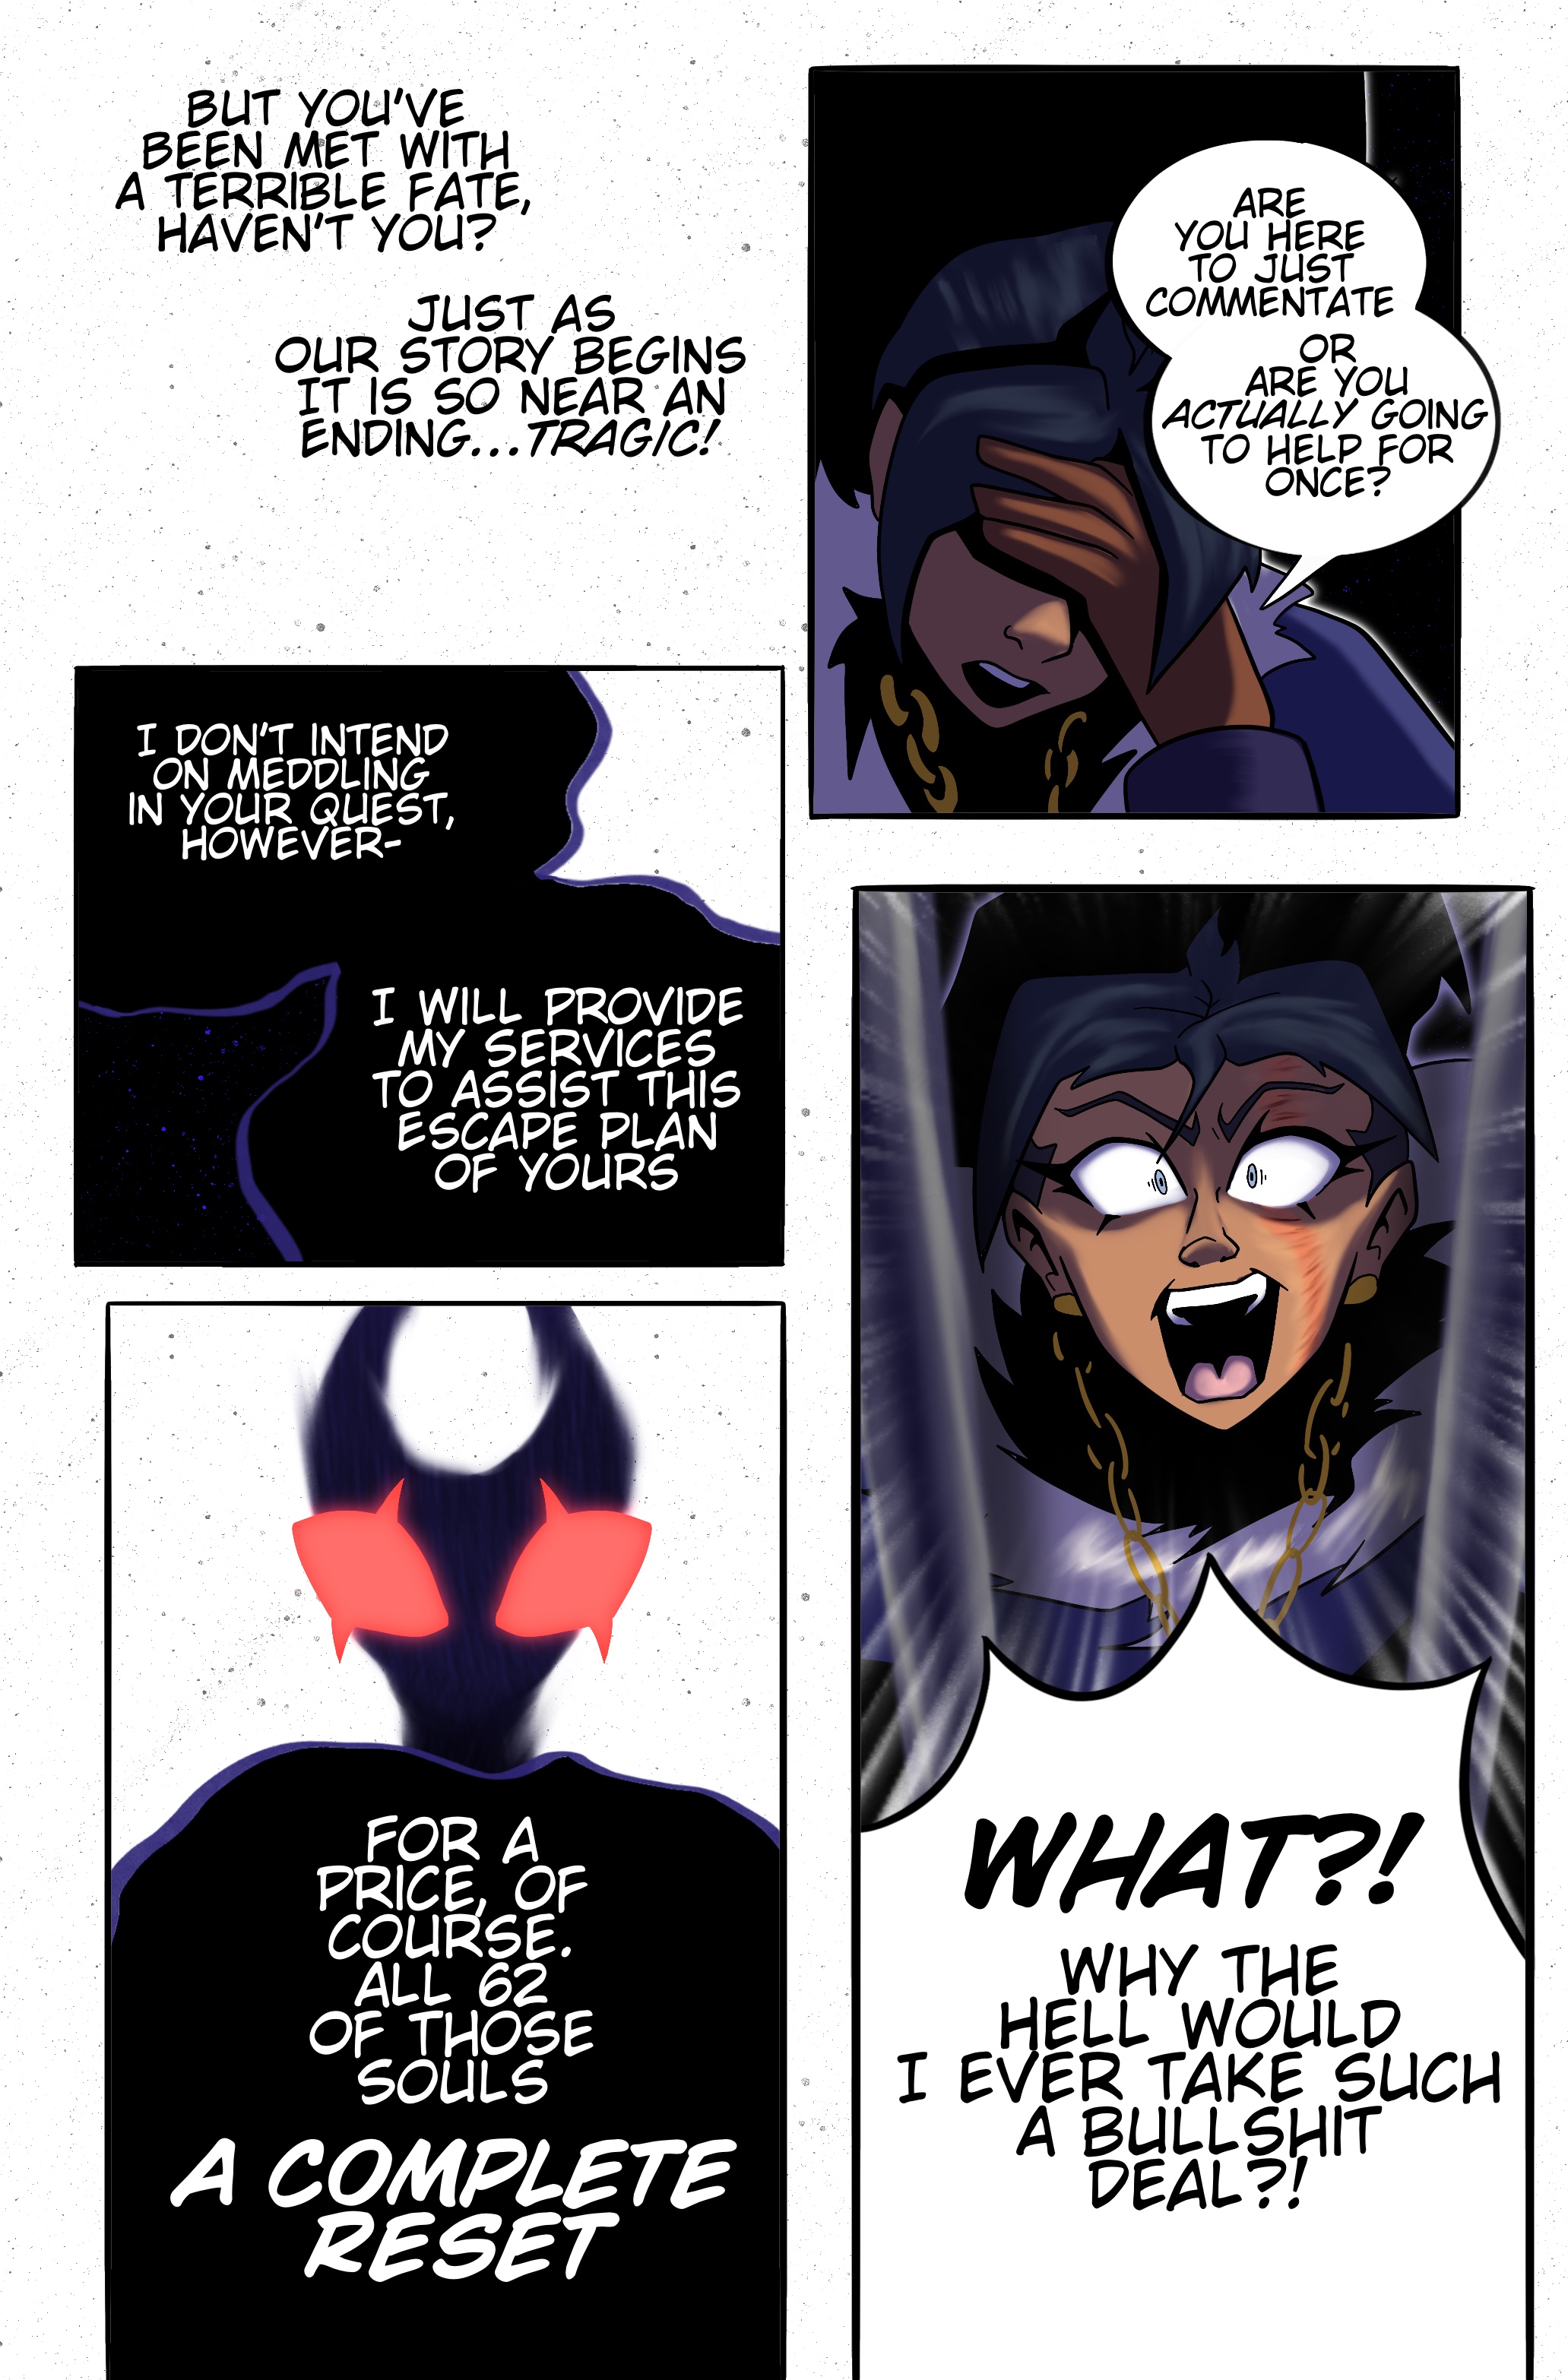 BUT YOU'VE
BEEN MET WITH
A TERRIBLE FATE,
HAVEN'T YOU?
JUST AS
OUR STORY BEGINS
IT IS SO NEAR AN
ENDING...TRAGIC!
ARE
YOU HERE
TO JUST
COMMENTATE
OR
ARE YOU
ACTUALLY GOING
TO HELP FOR
ONCE?
I DON'T INTEND
ON MEDDLING
IN YOUR QUEST,
HOWEVER-
I WILL PROVIDE
MY SERVICES
TO ASSIST THIS
ESCAPE PLAN
OF YOURS
FOR A
PRICE, OF
COURSE.
ALL 62
OF THOSE
SOULS
A COMPLETE
RESET
WHAT?!
WHY THE
HELL WOULD
I EVER TAKE SUCH
A BULLSHIT
DEAL?!